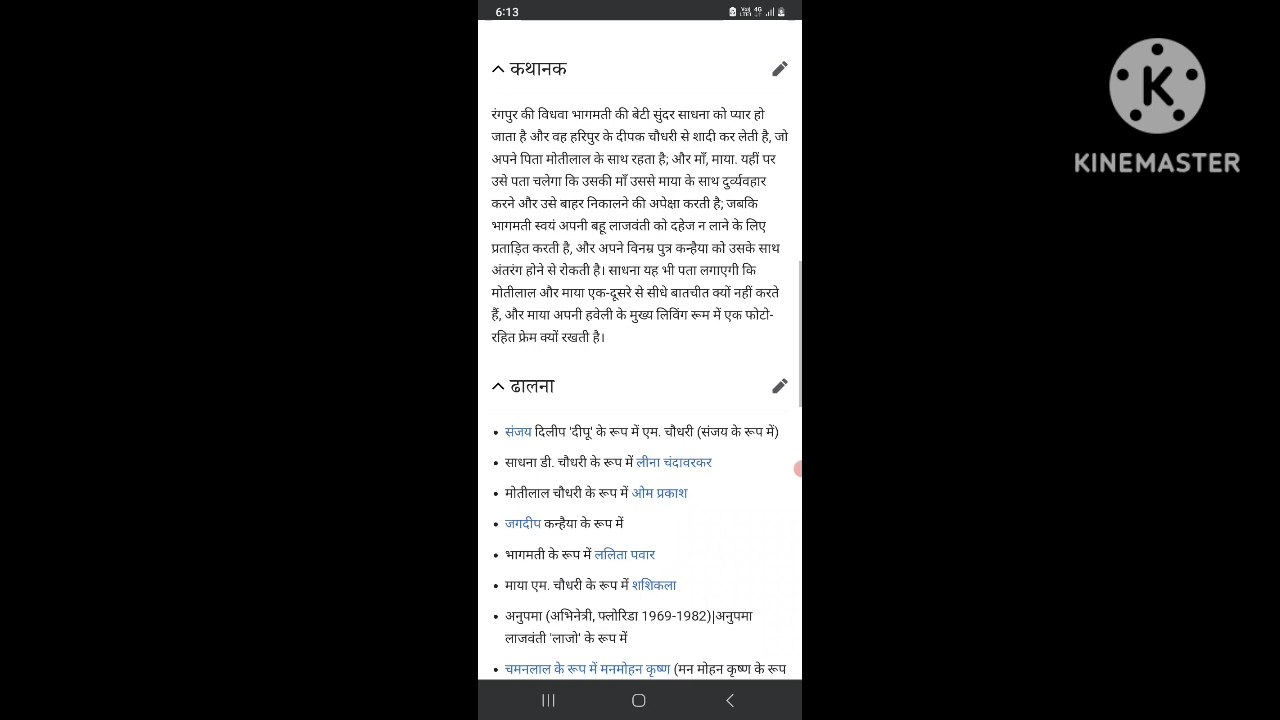 6:13
कथानक
रंगपुर की विधवा भागमती की बेटी सुंदर साधना को प्यार हो
जाता है और वह हरिपुर के दीपक चौधरी से शादी कर लेती है, जो
अपने पिता मोतीलाल के साथ रहता है; और माँ, माया. यहीं पर
उसे पता चलेगा कि उसकी माँ उससे माया के साथ दुर्व्यवहार
करने और उसे बाहर निकालने की अपेक्षा करती है; जबकि
भागमती स्वयं अपनी बहू लाजवंती को दहेज न लाने के लिए
प्रताड़ित करती है, और अपने विनम्र पुत्र कन्हैया को उसके साथ
अंतरंग होने से रोकती है। साधना यह भी पता लगाएगी कि
मोतीलाल और माया एक-दूसरे से सीधे बातचीत क्यों नहीं करते
हैं, और माया अपनी हवेली के मुख्य लिविंग रूम में एक फोटो-
रहित फ्रेम क्यों रखती है।
ढालना
• संजय दिलीप 'दीपू' के रूप में एम. चौधरी (संजय के रूप में)
• साधना डी. चौधरी के रूप में लीना चंदावरकर
• मोतीलाल चौधरी के रूप में ओम प्रकाश
• जगदीप कन्हैया के रूप में
• भागमती के रूप में ललिता पवार
• माया एम. चौधरी के रूप में शशिकला
• अनुपमा (अभिनेत्री, फ्लोरिडा 1969-1982)|अनुपमा
लाजवंती 'लाजो' के रूप में
• चमनलाल के रूप में मनमोहन कृष्ण (मन मोहन कृष्ण के रूप
K
KINEMASTER